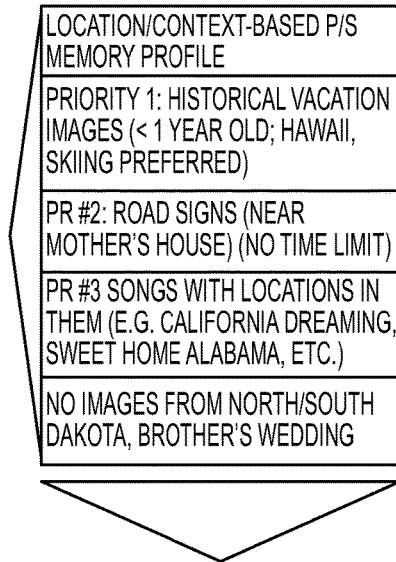 LOCATION/CONTEXT-BASED P/S
MEMORY PROFILE
PRIORITY 1: HISTORICAL VACATION
IMAGES (< 1 YEAR OLD; HAWAII,
SKIING PREFERRED)
PR #2: ROAD SIGNS (NEAR
MOTHER'S HOUSE) (NO TIME LIMIT)
PR #3 SONGS WITH LOCATIONS IN
THEM (E.G. CALIFORNIA DREAMING,
SWEET HOME ALABAMA, ETC.)
NO IMAGES FROM NORTH/SOUTH
DAKOTA, BROTHER'S WEDDING